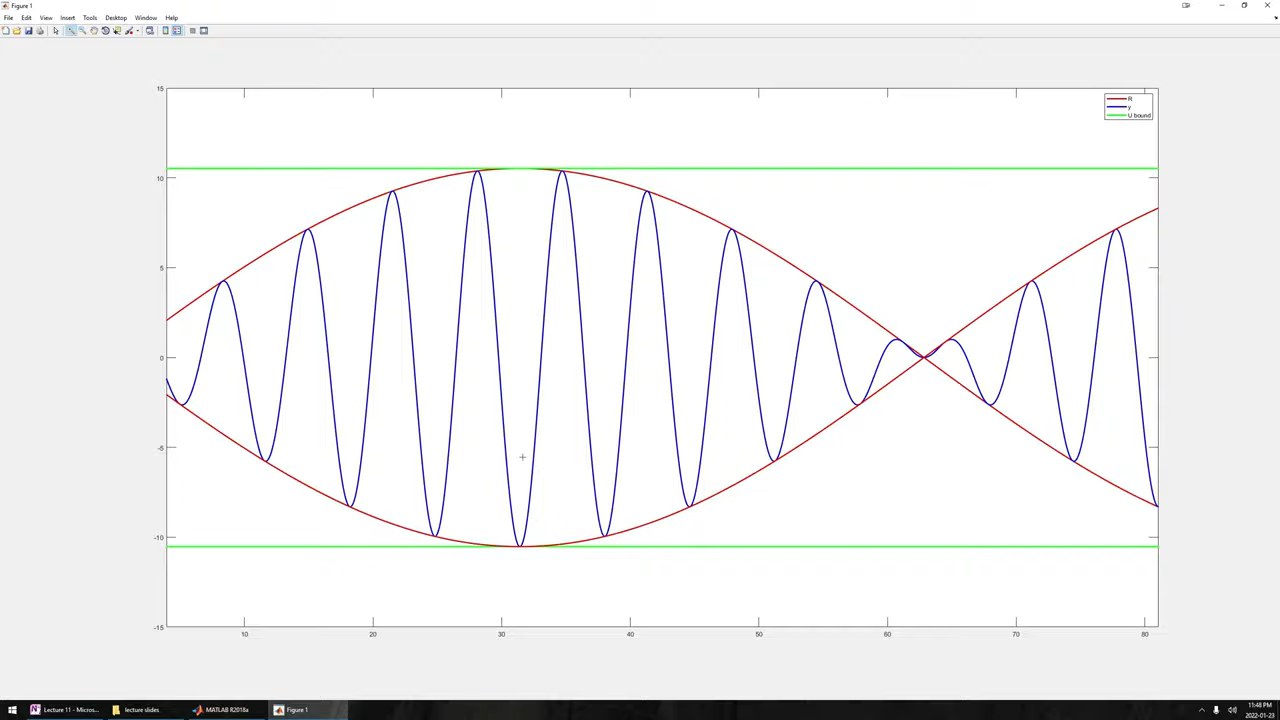 Figure 1
File Edit View Insert Tools Desktop Window Help
R
y
U bound
15
10
5
0
-5
-10
-15
10 20 30 40 50 60 70 80
Lecture 11 - Micros...
lecture slides
MATLAB R2018a
Figure 1
11:48 PM
2022-01-23